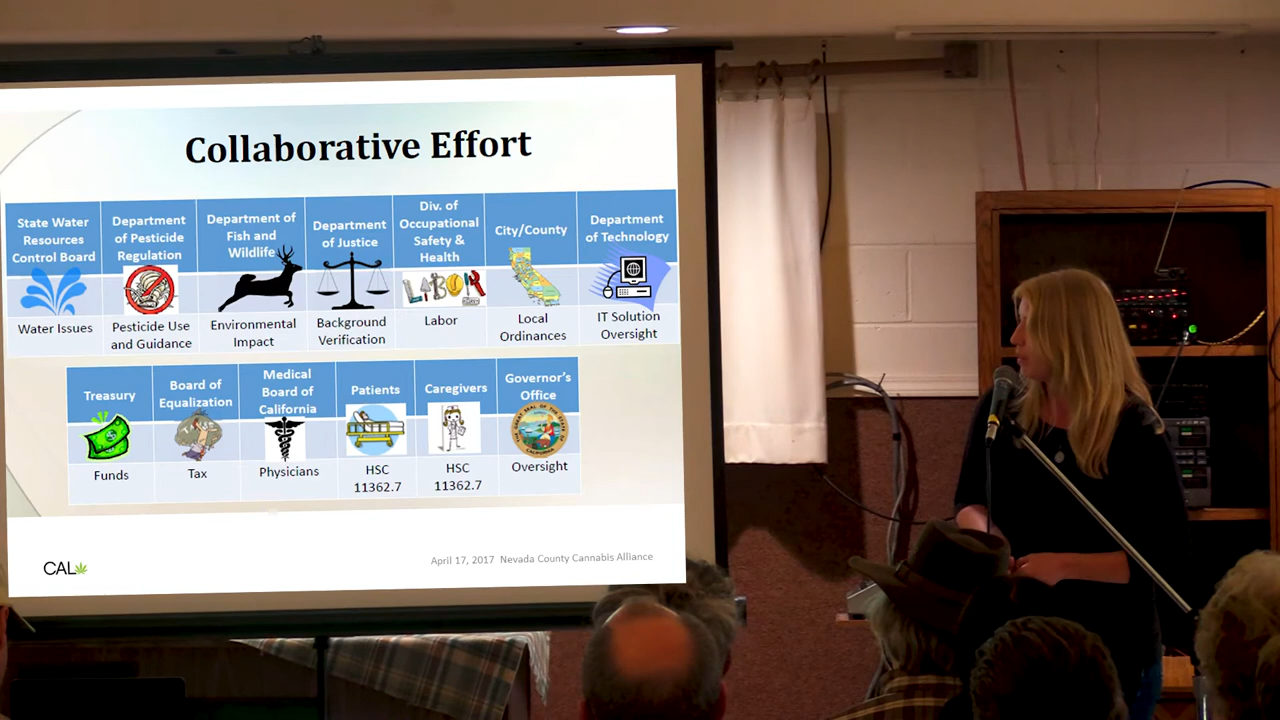 Collaborative Effort
State Water
Resources
Control Board
Department
of Pesticide
Regulation
Department of
Fish and
Wildlife
Department
of Justice
Div. of
Occupational
Safety &
Health
City/County
Department
of Technology
LABOR
Water Issues
Pesticide Use
and Guidance
Environmental
Impact
Background
Verification
Labor
Local
Ordinances
IT Solution
Oversight
Treasury
Board of
Equalization
Medical
Board of
California
Patients
Caregivers
Governor's
Office
Funds
Tax
Physicians
HSC
11362.7
HSC
11362.7
Oversight
CAL
April 17, 2017 Nevada County Cannabis Alliance